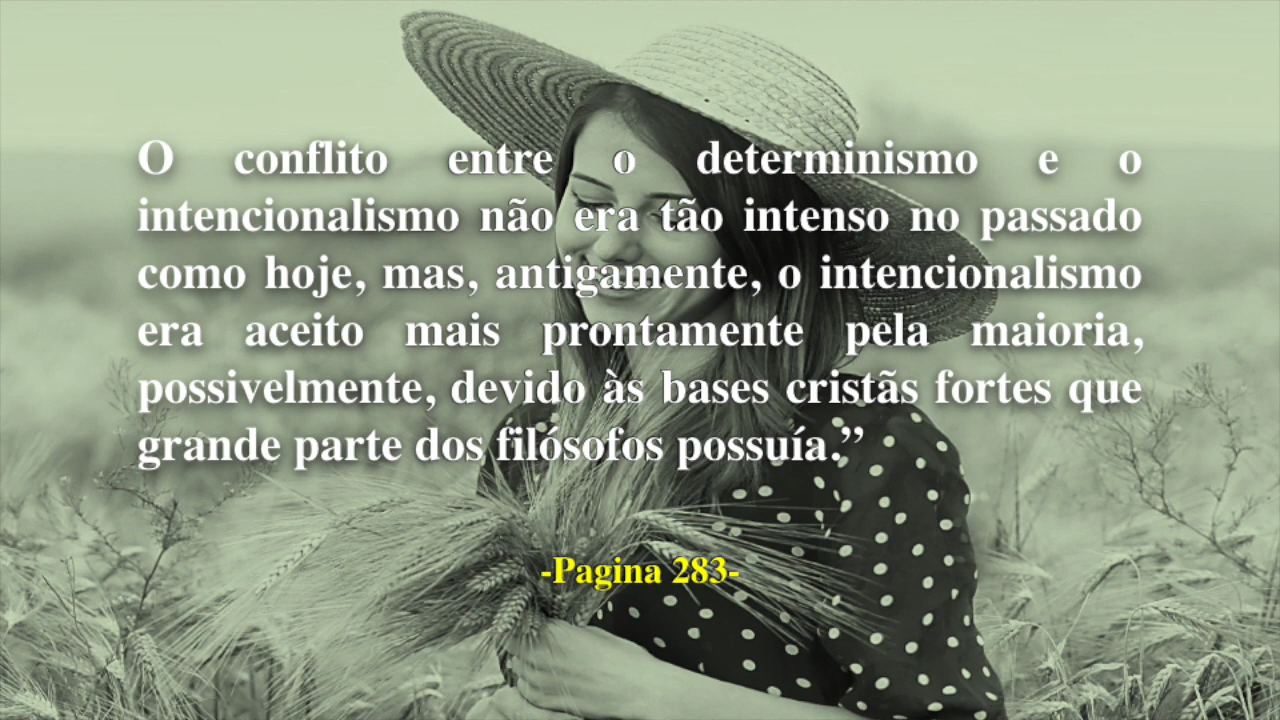 O conflito entre o determinismo e o
intencionalismo não era tão intenso no passado
como hoje, mas, antigamente, o intencionalismo
era aceito mais prontamente pela maioria,
possivelmente, devido às bases cristãs fortes que
grande parte dos filósofos possuía.”
-Pagina 283-